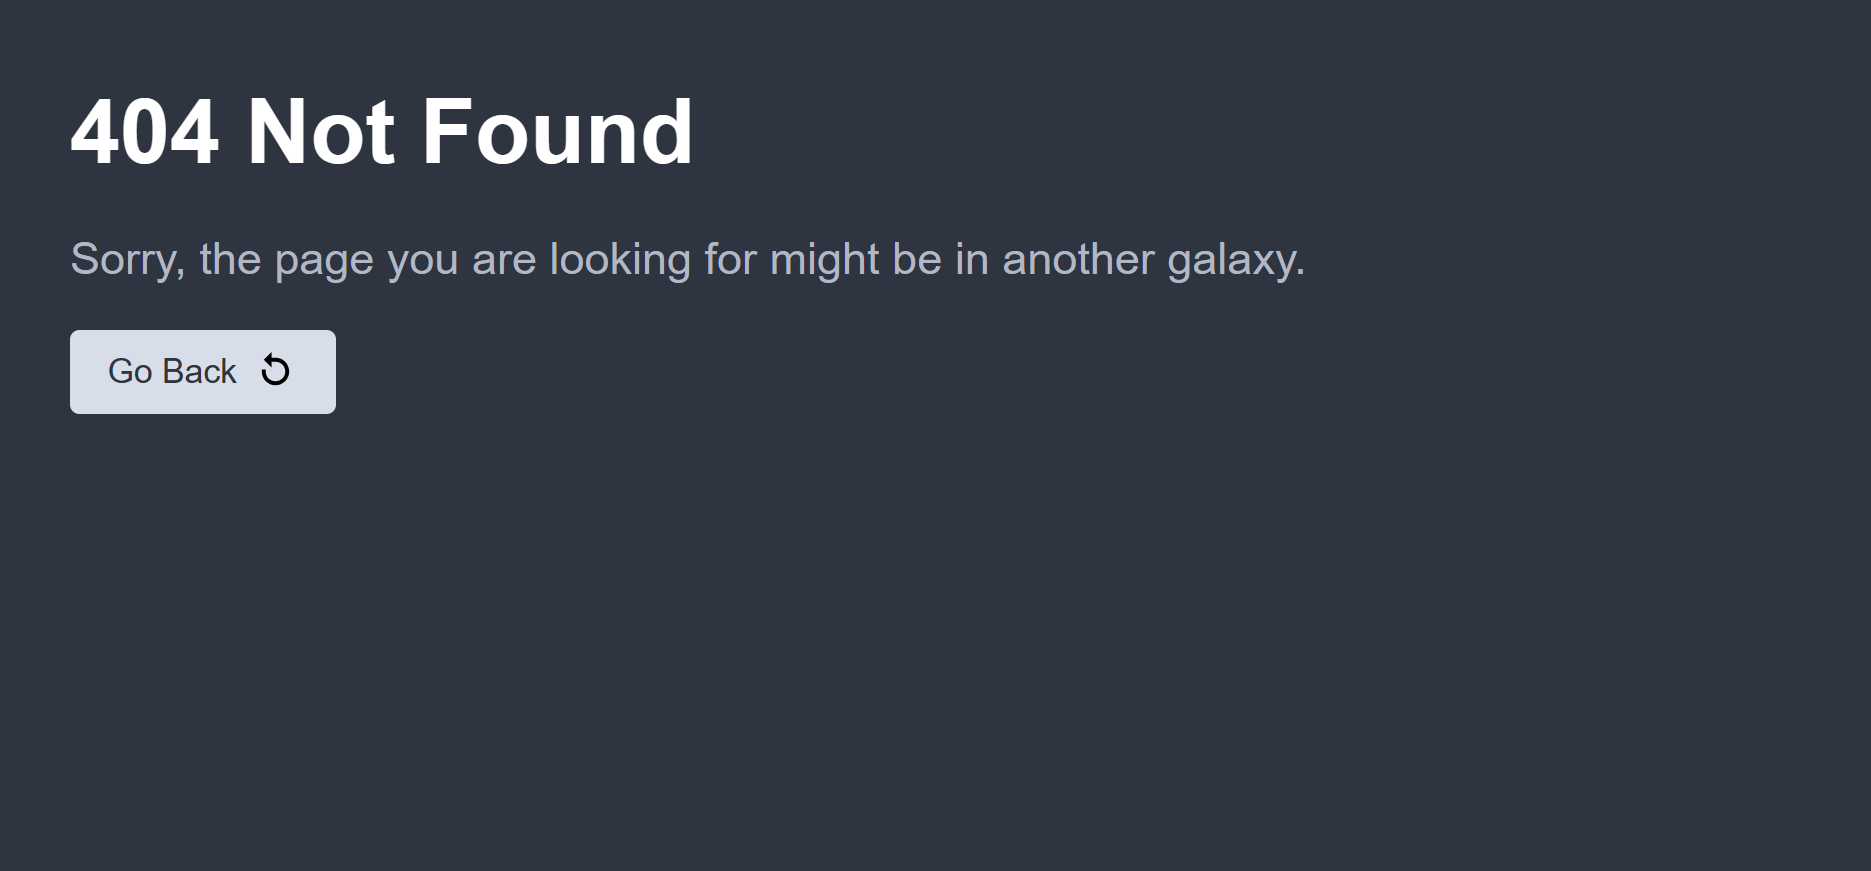 404 Not Found
Sorry, the page you are looking for might be in another galaxy.
Go Back